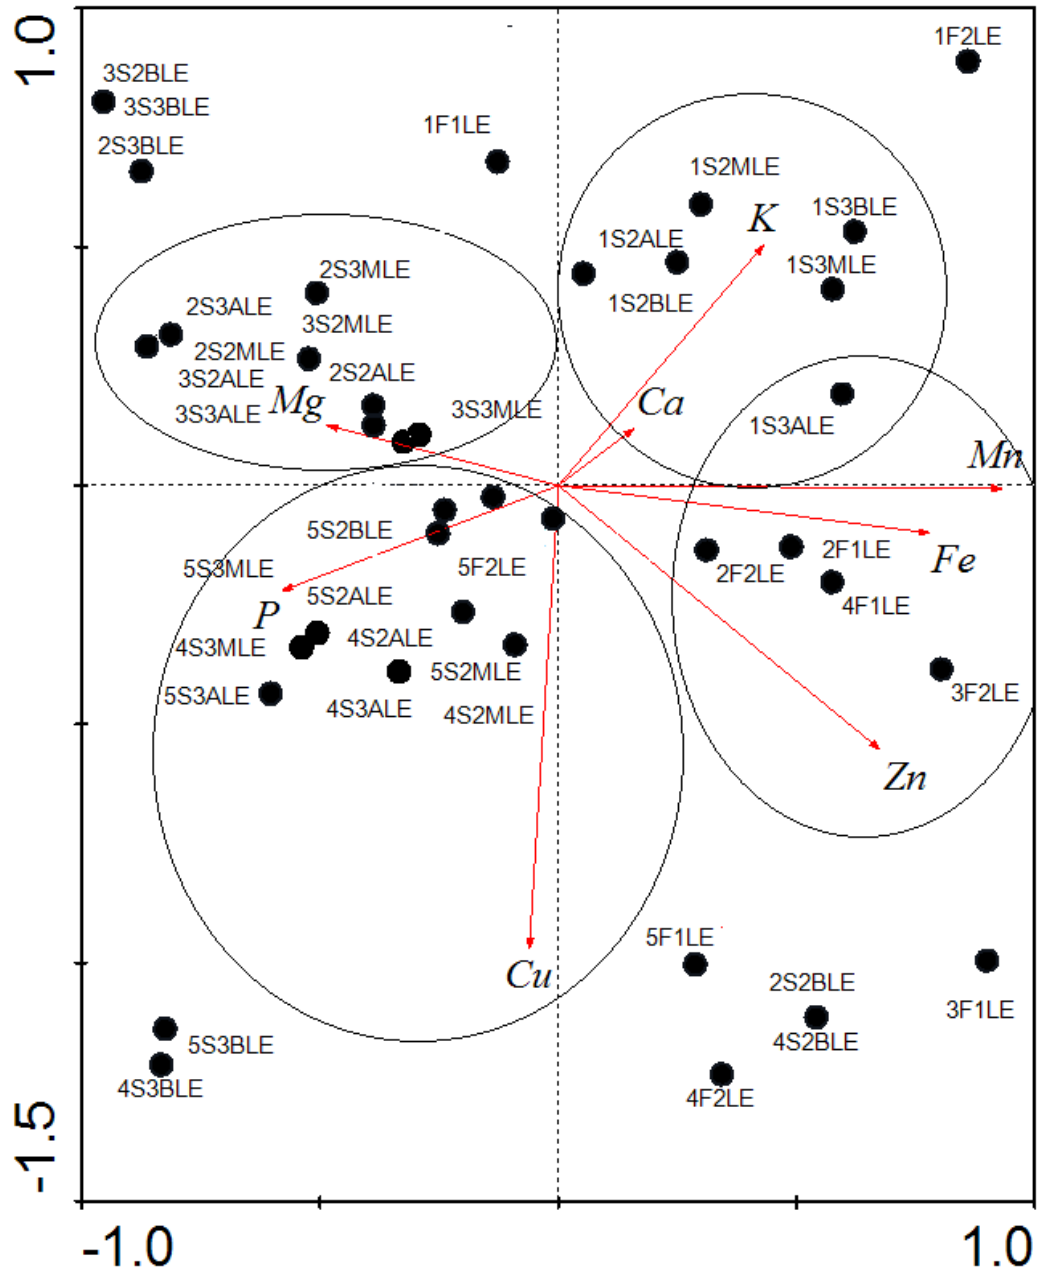 1.0
1F2LE
3S2BLE
3S3BLE
1F1LE
2S3BLE
1S2MLE
K
1S3BLE
1S2ALE
1S3MLE
2S3MLE
1S2BLE
2S3ALE
3S2MLE
2S2MLE
2S2ALE
3S2ALE
Mg
Ca
3S3MLE
3S3ALE
1S3ALE
Mn
5S2BLE
2F1LE
Fe
5S3MLE
5F2LE
2F2LE
5S2ALE
4F1LE
P
4S2ALE
4S3MLE
5S2MLE
5S3ALE
3F2LE
4S3ALE
4S2MLE
Zn
5F1LE
Cu
2S2BLE
3F1LE
5S3BLE
4S2BLE
4S3BLE
4F2LE
-1.5
-1.0
1.0